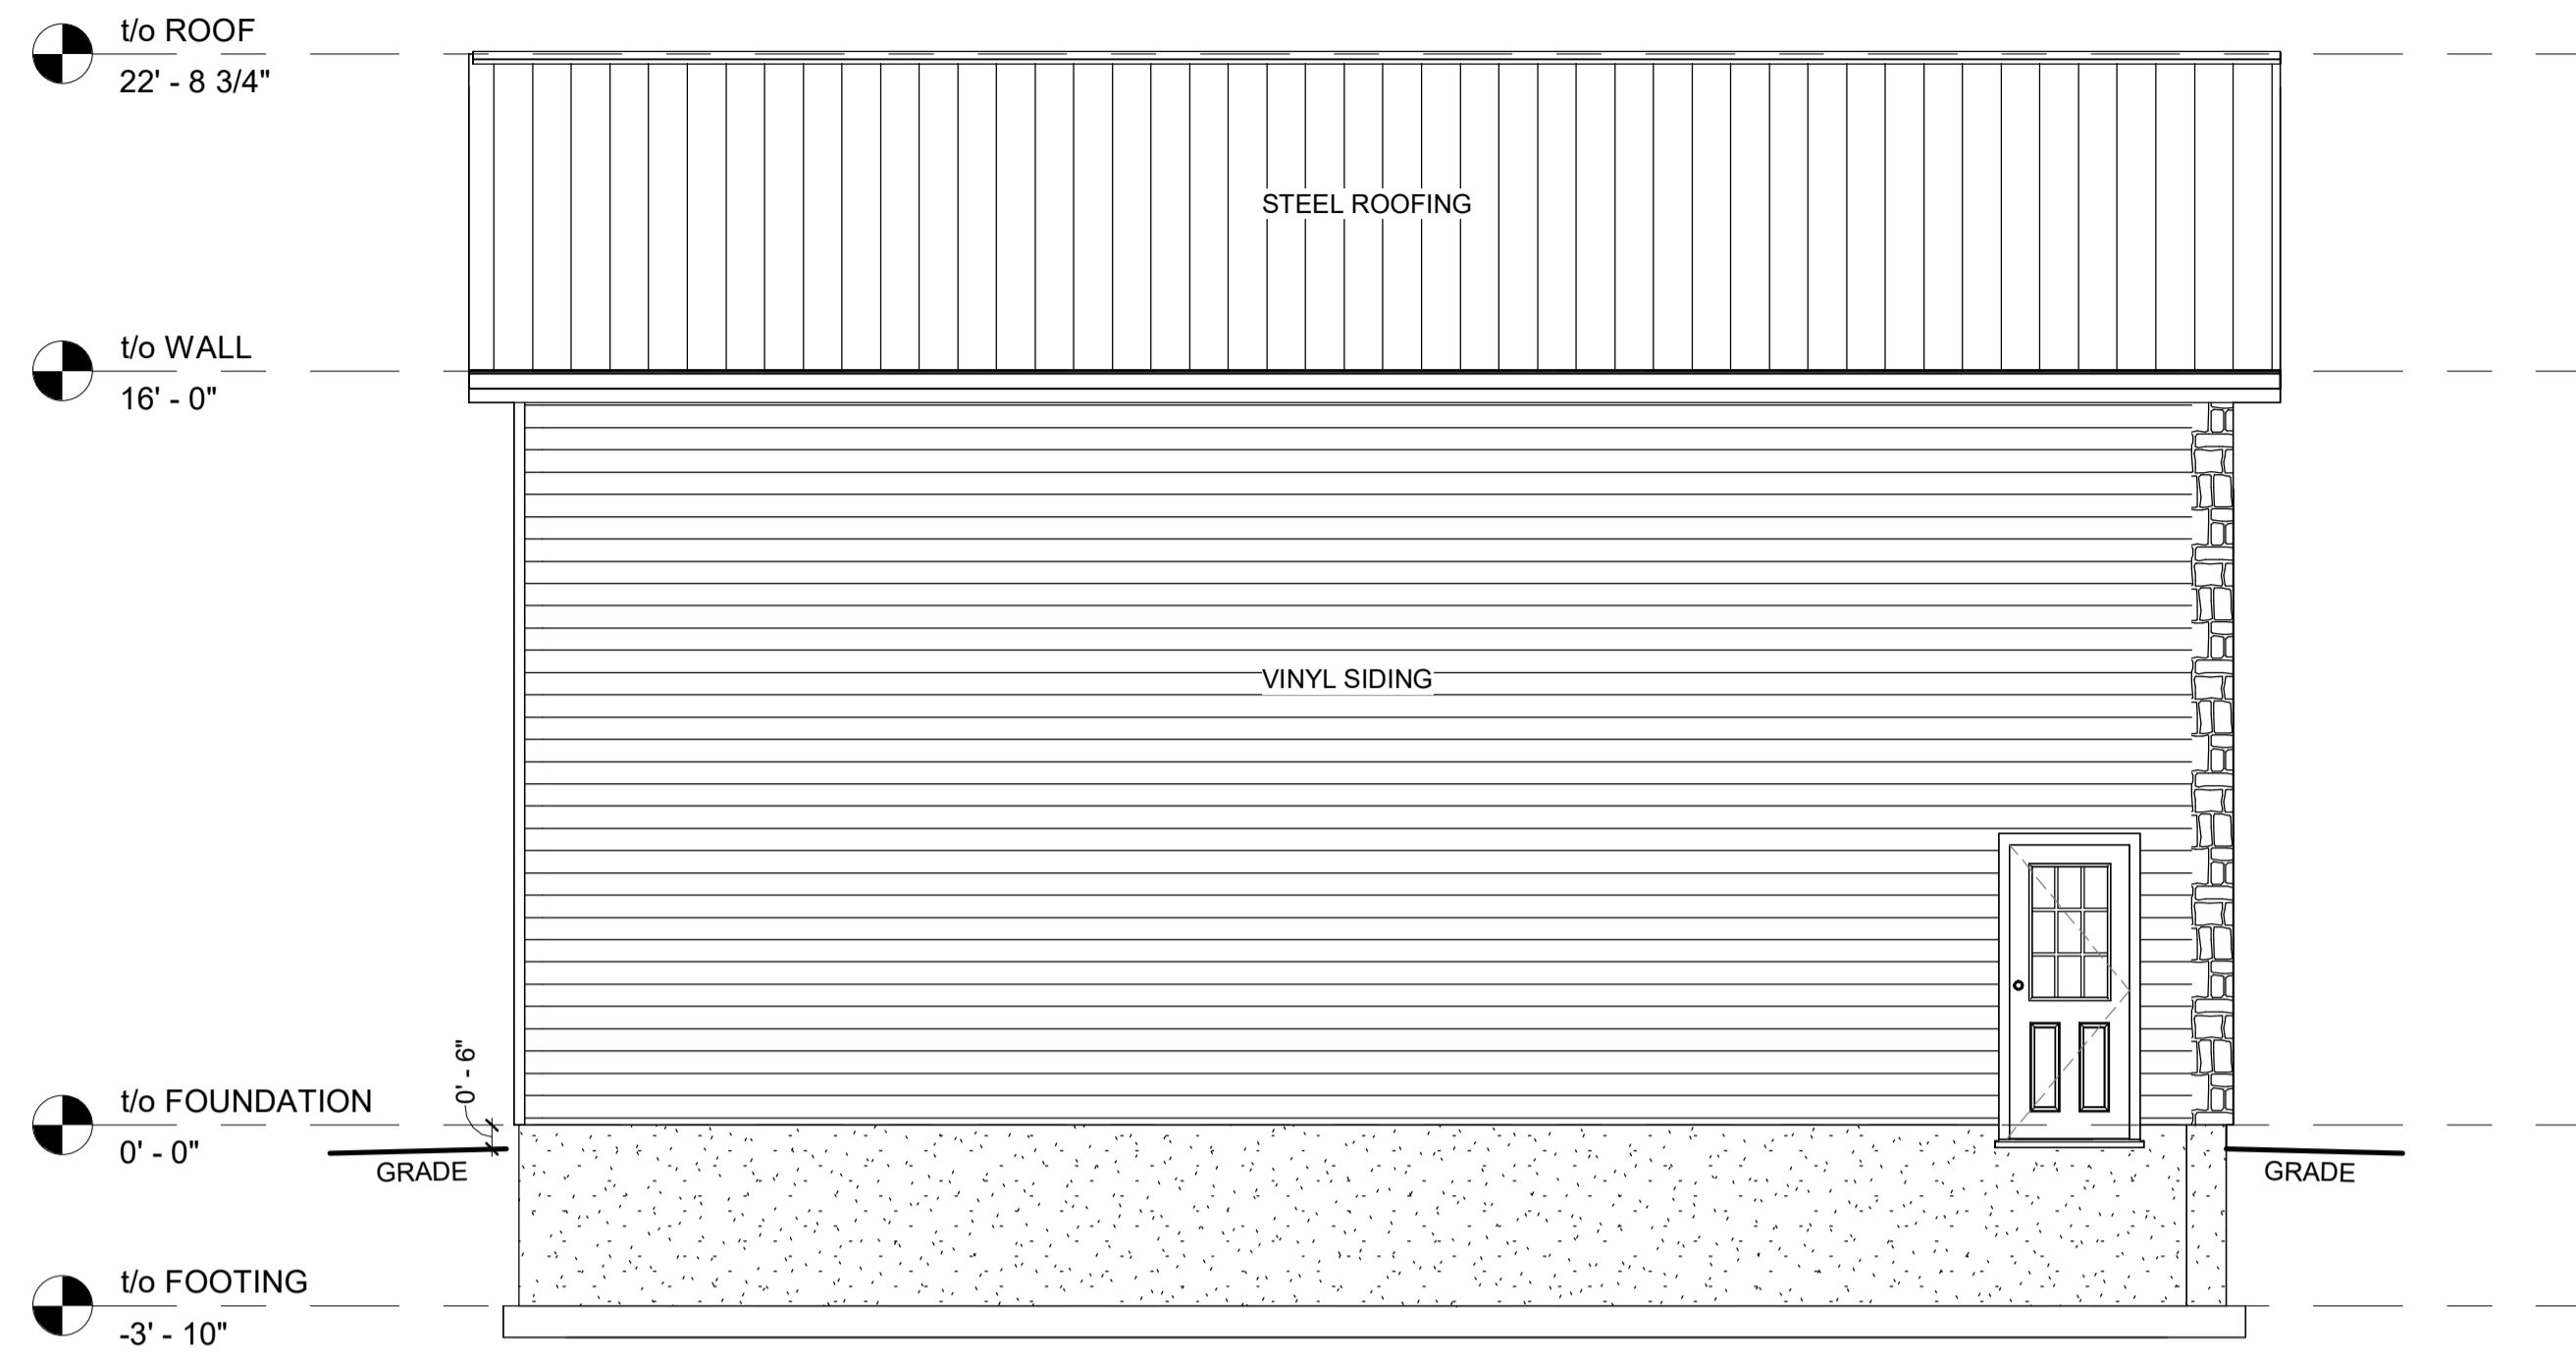 t/o ROOF
22' - 8 3/4"
STEEL ROOFING
t/o WALL
16' - 0"
VINYL SIDING
0' - 6"
t/o FOUNDATION
0' - 0"
GRADE
GRADE
t/o FOOTING
-3' - 10"